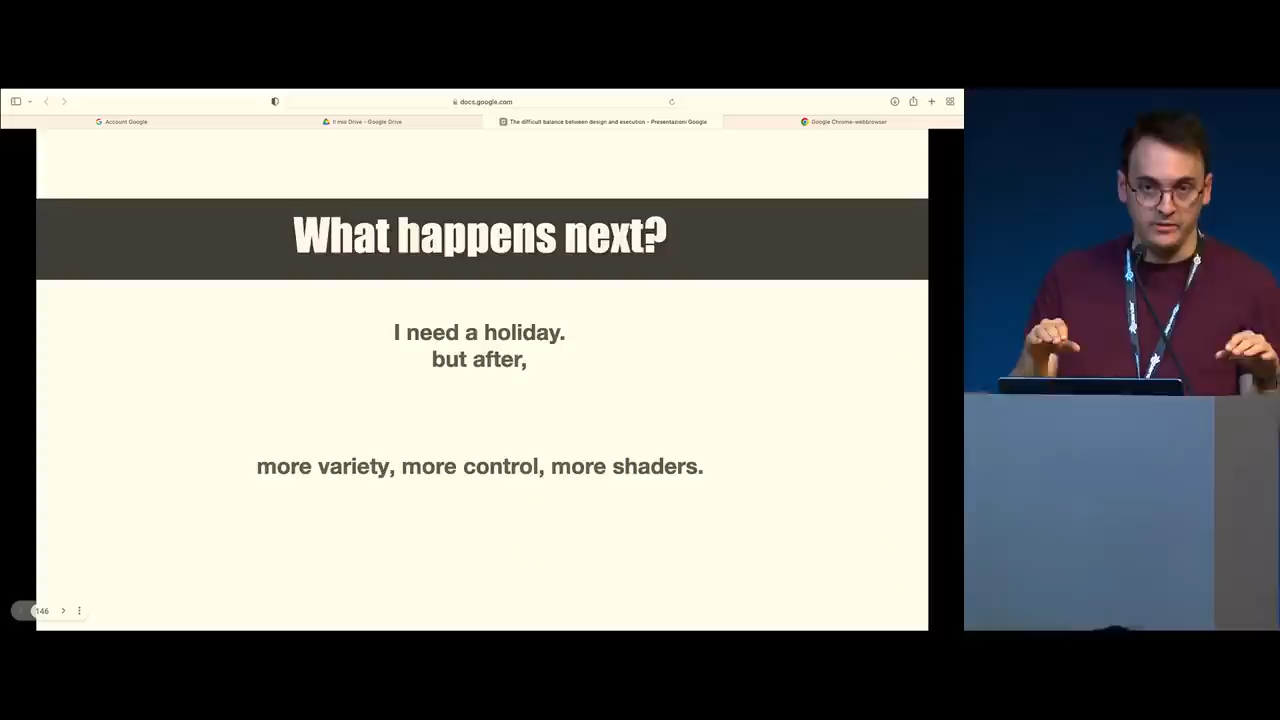 docs.google.com
Account Google
Il mio Drive - Google Drive
The difficult balance between design and execution - Presentazioni Google
Google Chrome-webbrowser
What happens next?
I need a holiday.
but after,
more variety, more control, more shaders.
146